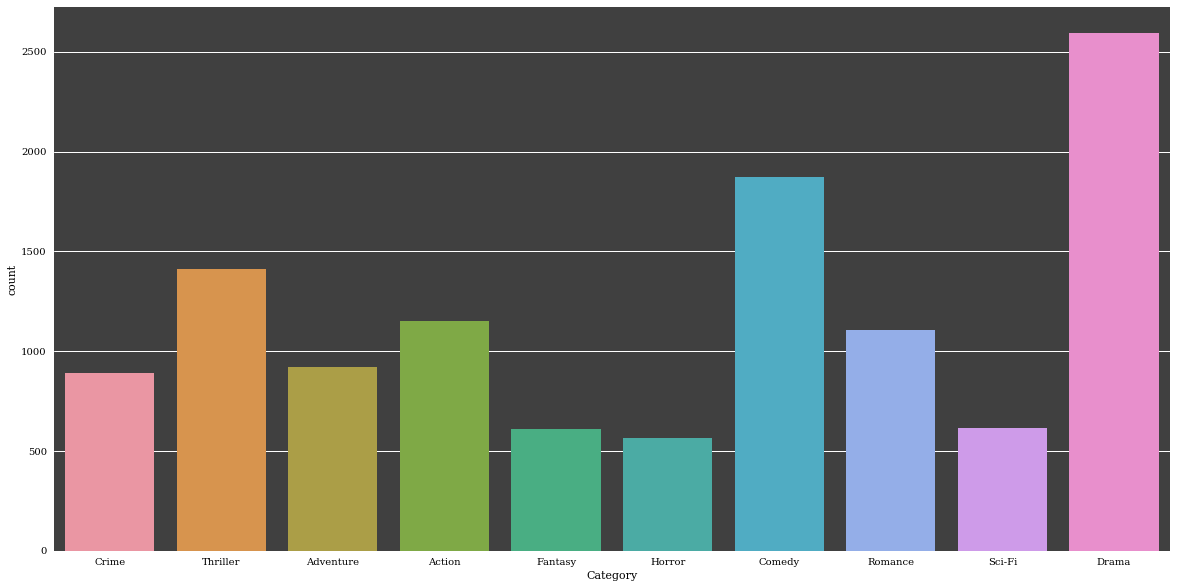 2500
2000
1500
1000
500
0
count
Crime Thriller Adventure Action Fantasy Horror Comedy Romance Sci-Fi Drama
Category